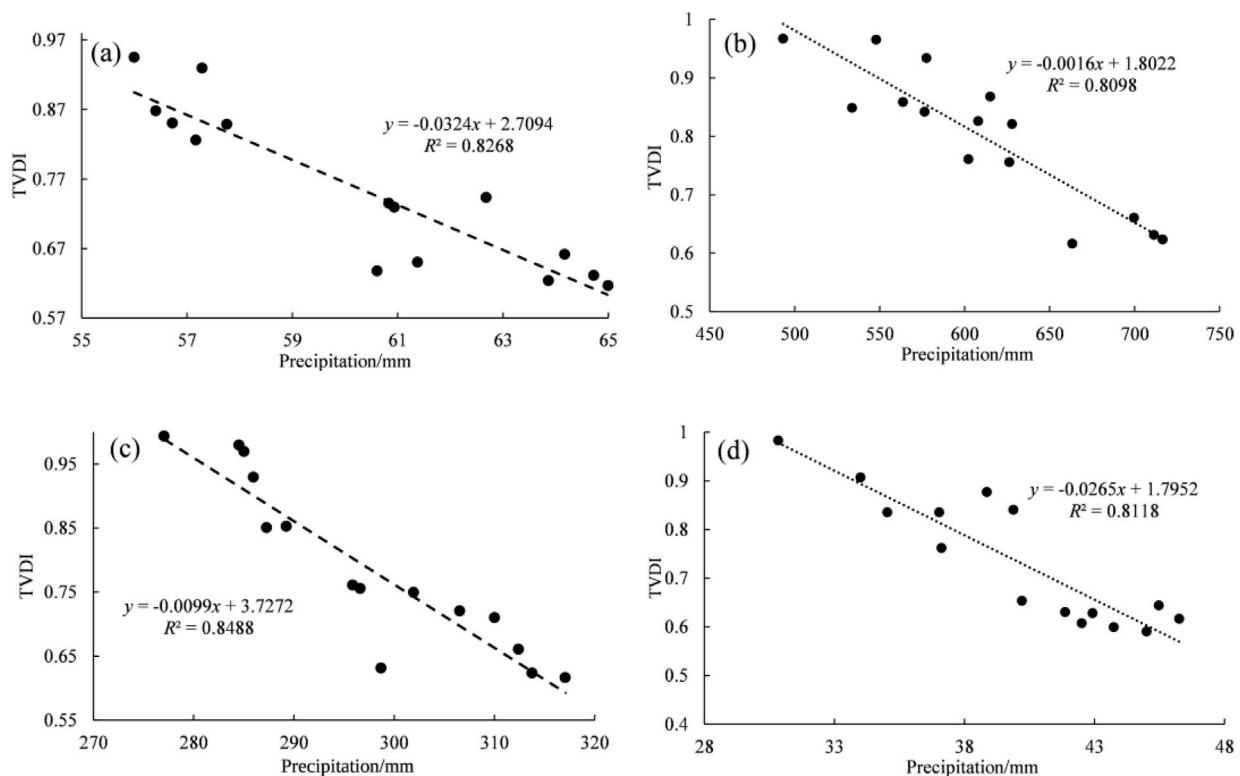 (a)
0.97
0.87
0.77
0.67
0.57
TVDI
y = -0.0324x + 2.7094
R² = 0.8268
55 57 59 61 63 65
Precipitation/mm
(b)
1
0.9
0.8
0.7
0.6
0.5
TVDI
y = -0.0016x + 1.8022
R² = 0.8098
450 500 550 600 650 700 750
Precipitation/mm
(c)
0.95
0.85
0.75
0.65
0.55
TVDI
y = -0.0099x + 3.7272
R² = 0.8488
270 280 290 300 310 320
Precipitation/mm
(d)
1
0.9
0.8
0.7
0.6
0.5
0.4
TVDI
y = -0.0265x + 1.7952
R² = 0.8118
28 33 38 43 48
Precipitation/mm